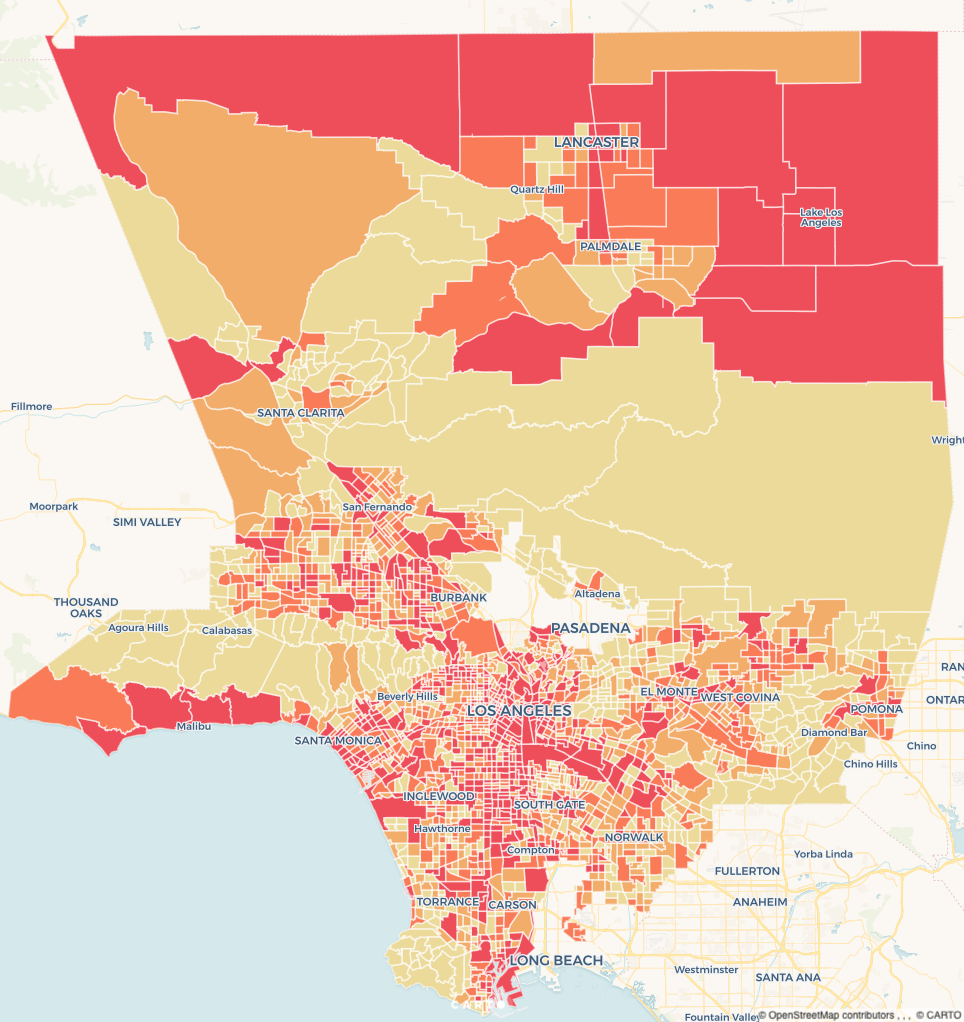 LANCASTER
Quartz Hill
Lake Los
Angeles
PALMDALE
Fillmore
SANTA CLARITA
Wright
Moorpark
San Fernando
SIMI VALLEY
THOUSAND
OAKS
BURBANK
Altadena
Agoura Hills
Calabasas
PASADENA
RAN
Beverly Hills
EL MONTE
WEST COVINA
ONTAR
LOS ANGELES
POMONA
Malibu
SANTA MONICA
Diamond Bar
Chino
Chino Hills
INGLEWOOD
SOUTH GATE
Hawthorne
NORWALK
Compton
Yorba Linda
FULLERTON
TORRANCE
CARSON
ANAHEIM
LONG BEACH
Westminster
SANTA ANA
CARTO
Fountain Valley
© OpenStreetMap contributors , , , © CARTO